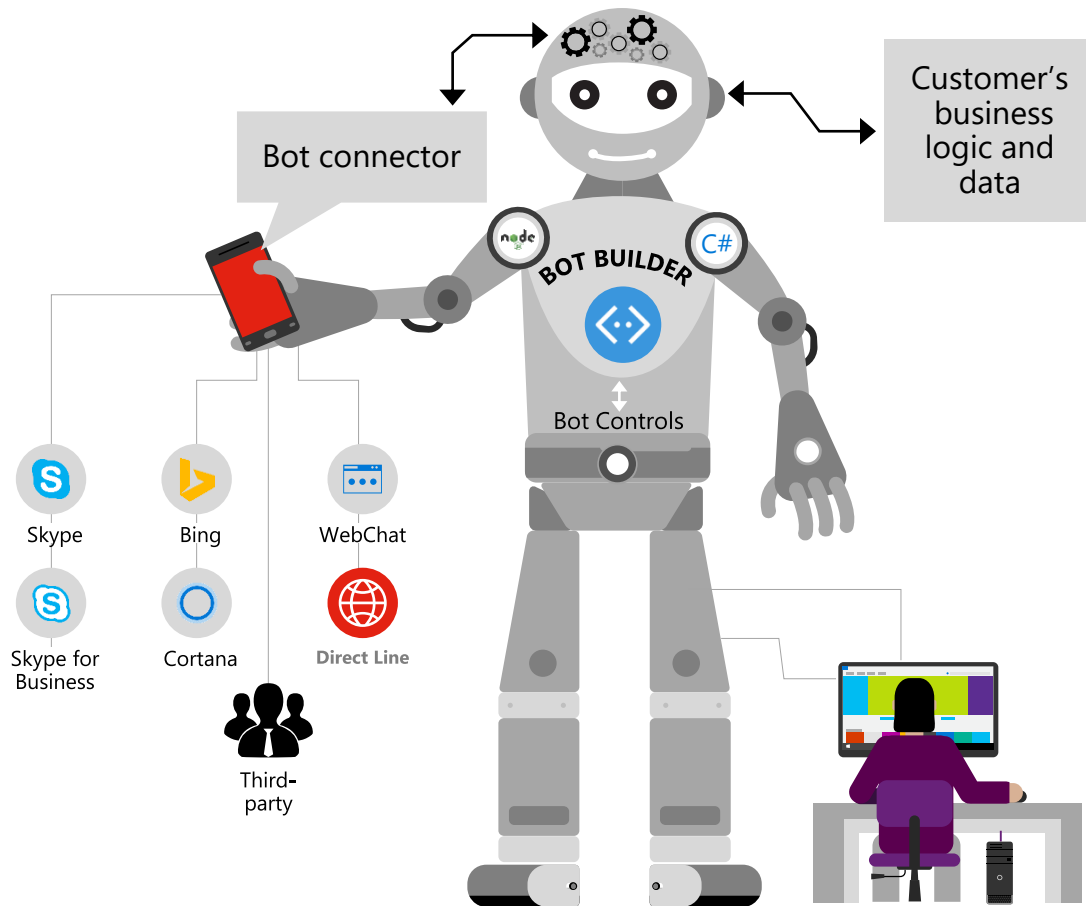 Customer's
business
logic and
data
Bot connector
node
JS
C#
BOT BUILDER
Bot Controls
Skype
Bing
WebChat
Skype for
Business
Cortana
Direct Line
Third-
party